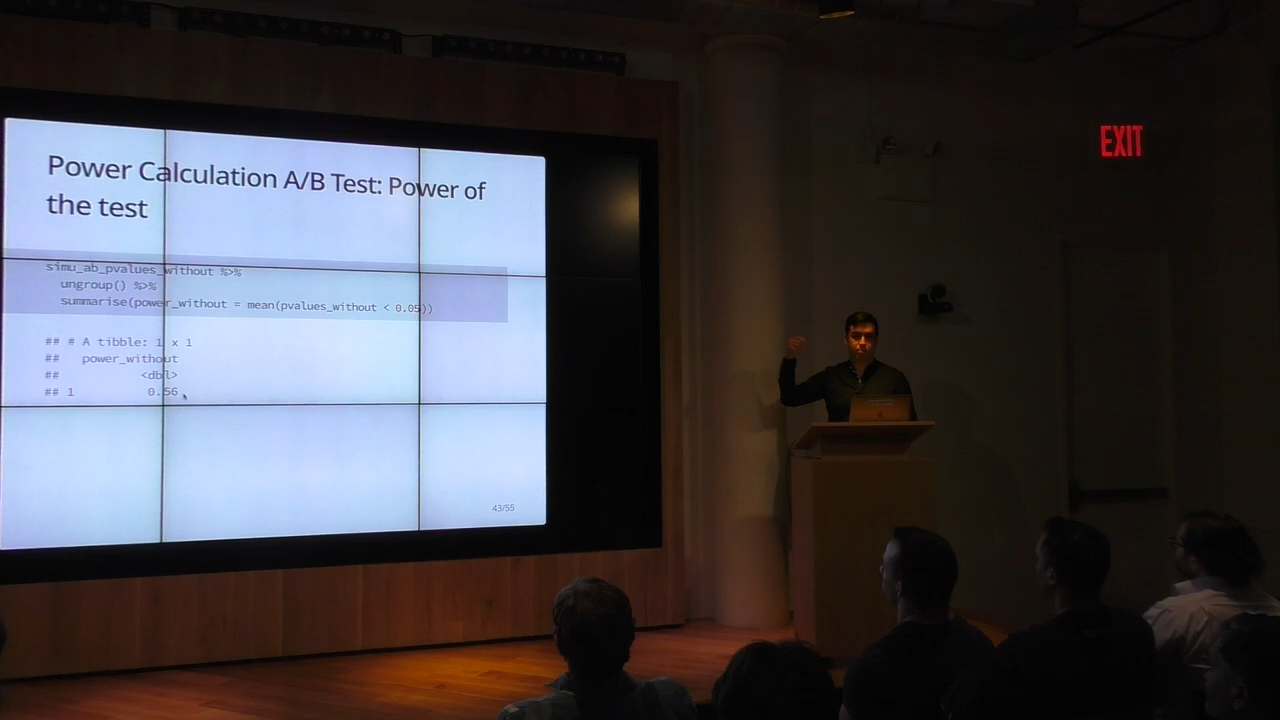 Power Calculation A/B Test: Power of
the test
simu_ab_pvalues_without %>%
ungroup() %>%
summarise(power_without = mean(pvalues_without < 0.05))
## # A tibble: 1 x 1
## power_without
## <dbl>
## 1 0.56
43/55
EXIT